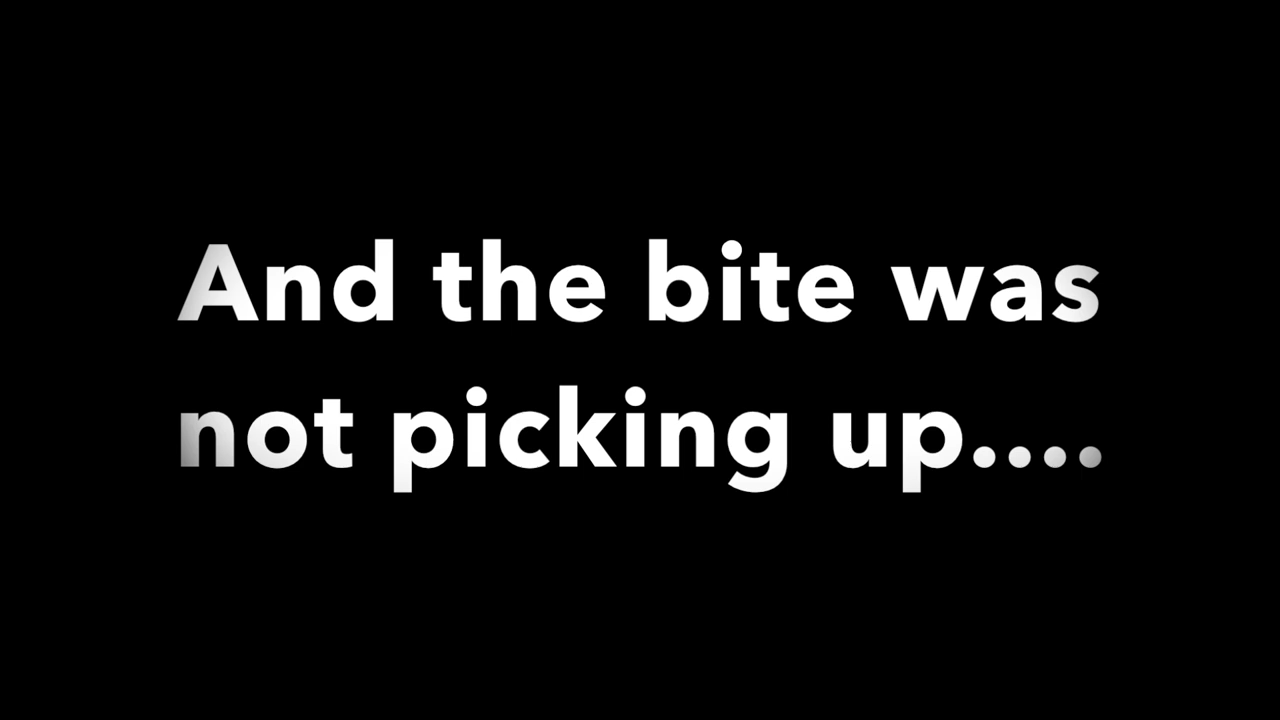 And the bite was
not picking up....